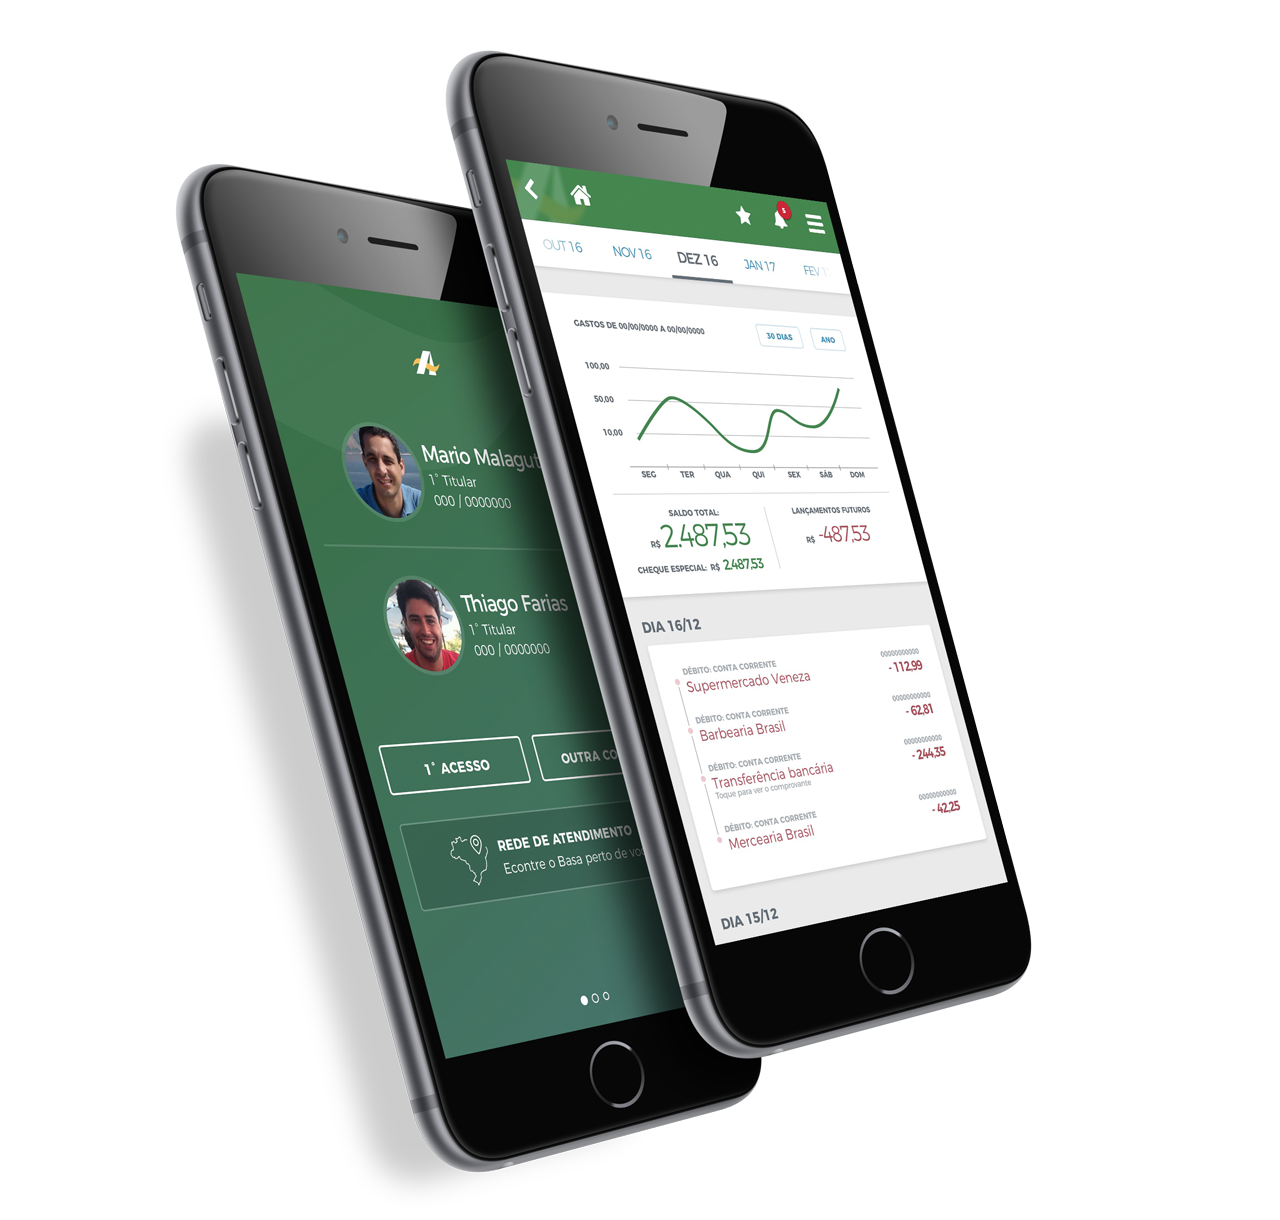 Mario Malagut
1° Titular
000 / 0000000
Thiago Farias
1° Titular
000 / 0000000
1° ACESSO
OUTRA CO
REDE DE ATENDIMENTO
Econtre o Basa perto de vo
OUT 16
NOV 16
DEZ 16
JAN 17
FEV 1
GASTOS DE 00/00/0000 A 00/00/0000
30 DIAS
ANO
100,00
50,00
10,00
SEG TER QUA QUI SEX SÁB DOM
SALDO TOTAL:
R$ 2.487,53
CHEQUE ESPECIAL: R$ 2.487,53
LANÇAMENTOS FUTUROS
R$ -487,53
DIA 16/12
DÉBITO: CONTA CORRENTE 00000000000
Supermercado Veneza - 112,99
DÉBITO: CONTA CORRENTE 00000000000
Barbearia Brasil - 62,81
DÉBITO: CONTA CORRENTE 00000000000
Transferência bancária - 244,35
Toque para ver o comprovante
DÉBITO: CONTA CORRENTE 00000000000
Mercearia Brasil - 42,25
DIA 15/12